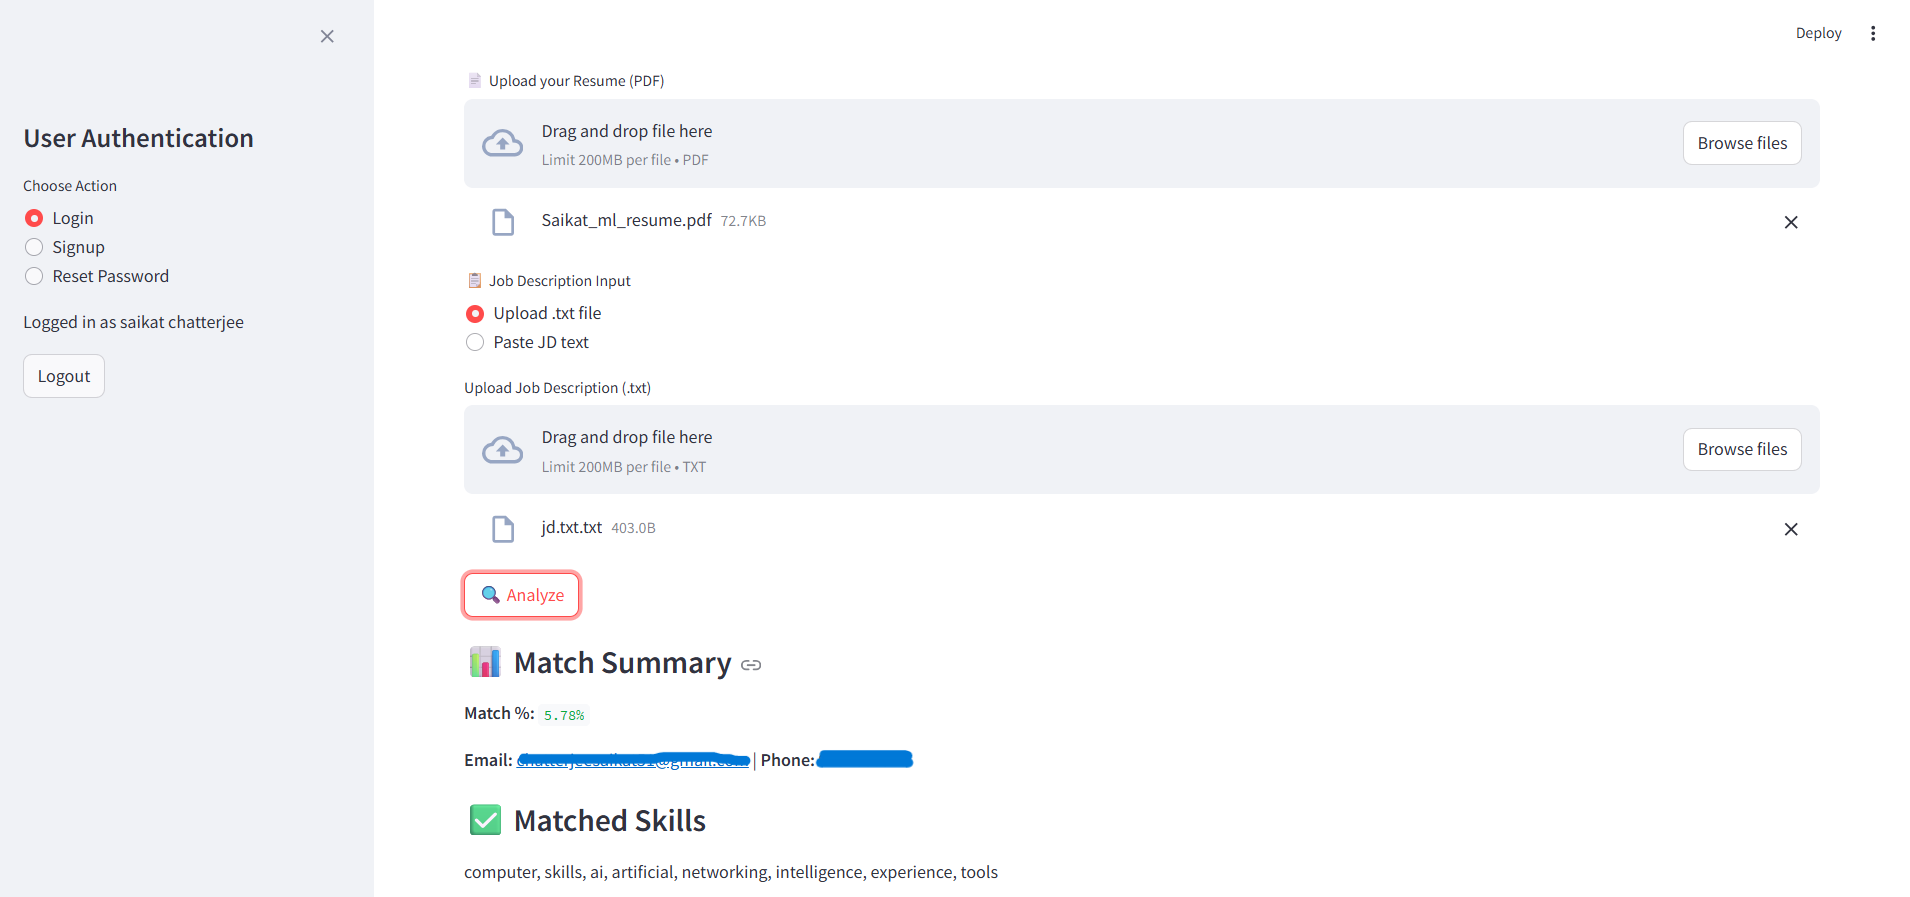 Deploy
User Authentication
Choose Action
Login
Signup
Reset Password
Logged in as saikat chatterjee
Logout
Upload your Resume (PDF)
Drag and drop file here
Limit 200MB per file • PDF
Browse files
Saikat_ml_resume.pdf 72.7KB
Job Description Input
Upload .txt file
Paste JD text
Upload Job Description (.txt)
Drag and drop file here
Limit 200MB per file • TXT
Browse files
jd.txt.txt 403.0B
Analyze
Match Summary
Match %: 5.78%
Email: | Phone:
Matched Skills
computer, skills, ai, artificial, networking, intelligence, experience, tools